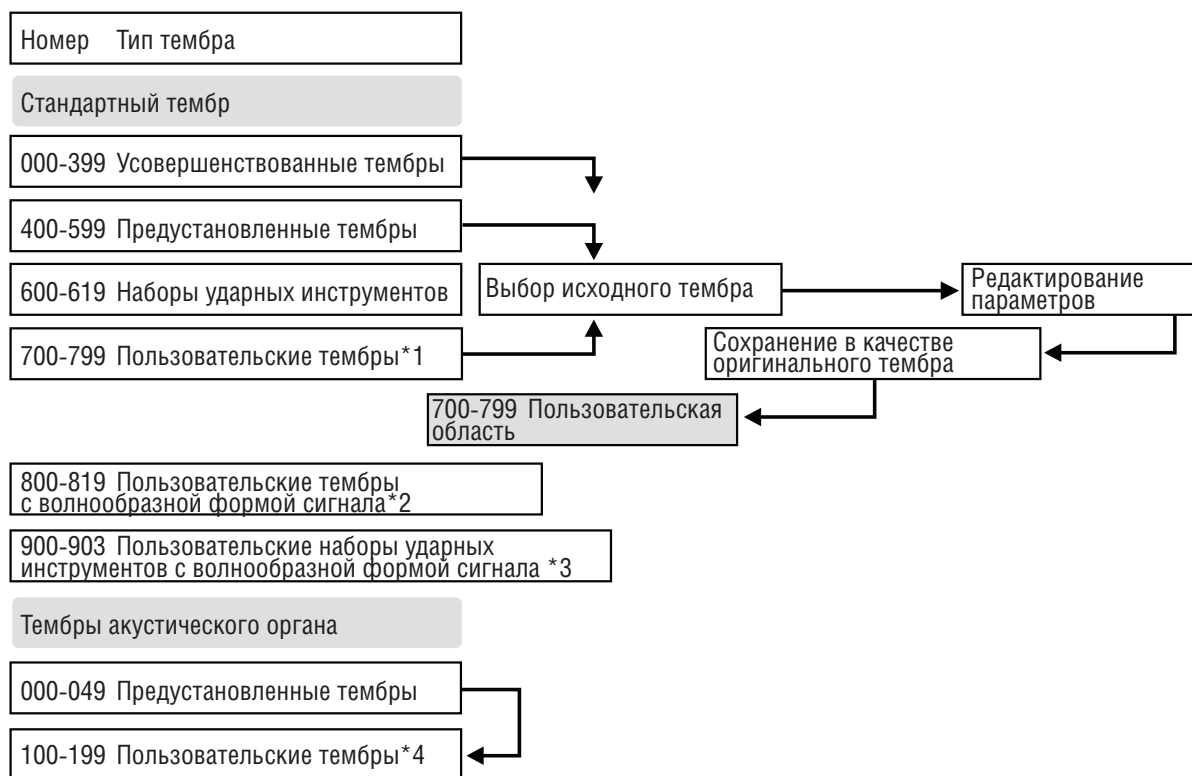 Номер Тип тембра
Стандартный тембр
000-399 Усовершенствованные тембры
400-599 Предустановленные тембры
600-619 Наборы ударных инструментов
700-799 Пользовательские тембры*1
Выбор исходного тембра
Редактирование
параметров
Сохранение в качестве
оригинального тембра
700-799 Пользовательская
область
800-819 Пользовательские тембры
с волнообразной формой сигнала*2
900-903 Пользовательские наборы ударных
инструментов с волнообразной формой сигнала *3
Тембры акустического органа
000-049 Предустановленные тембры
100-199 Пользовательские тембры*4